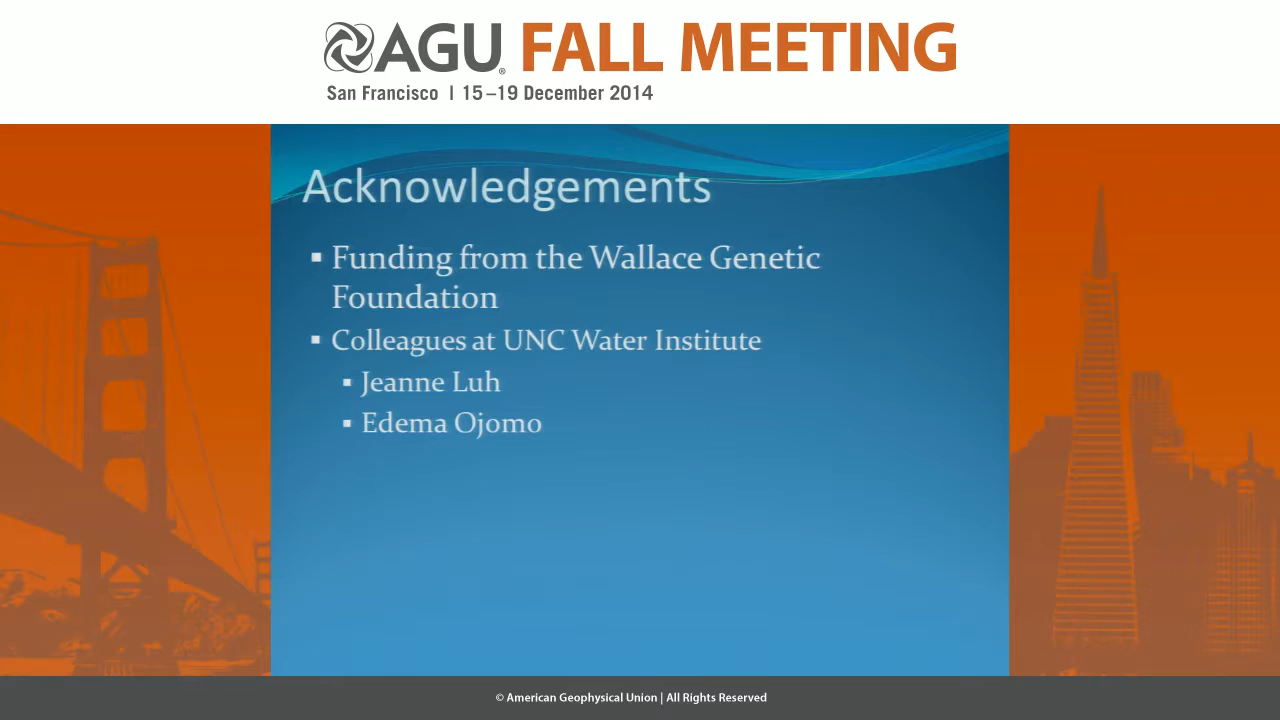 AGU® FALL MEETING
San Francisco | 15–19 December 2014
Acknowledgements
▪ Funding from the Wallace Genetic
Foundation
▪ Colleagues at UNC Water Institute
▪ Jeanne Luh
▪ Edema Ojomo
© American Geophysical Union | All Rights Reserved